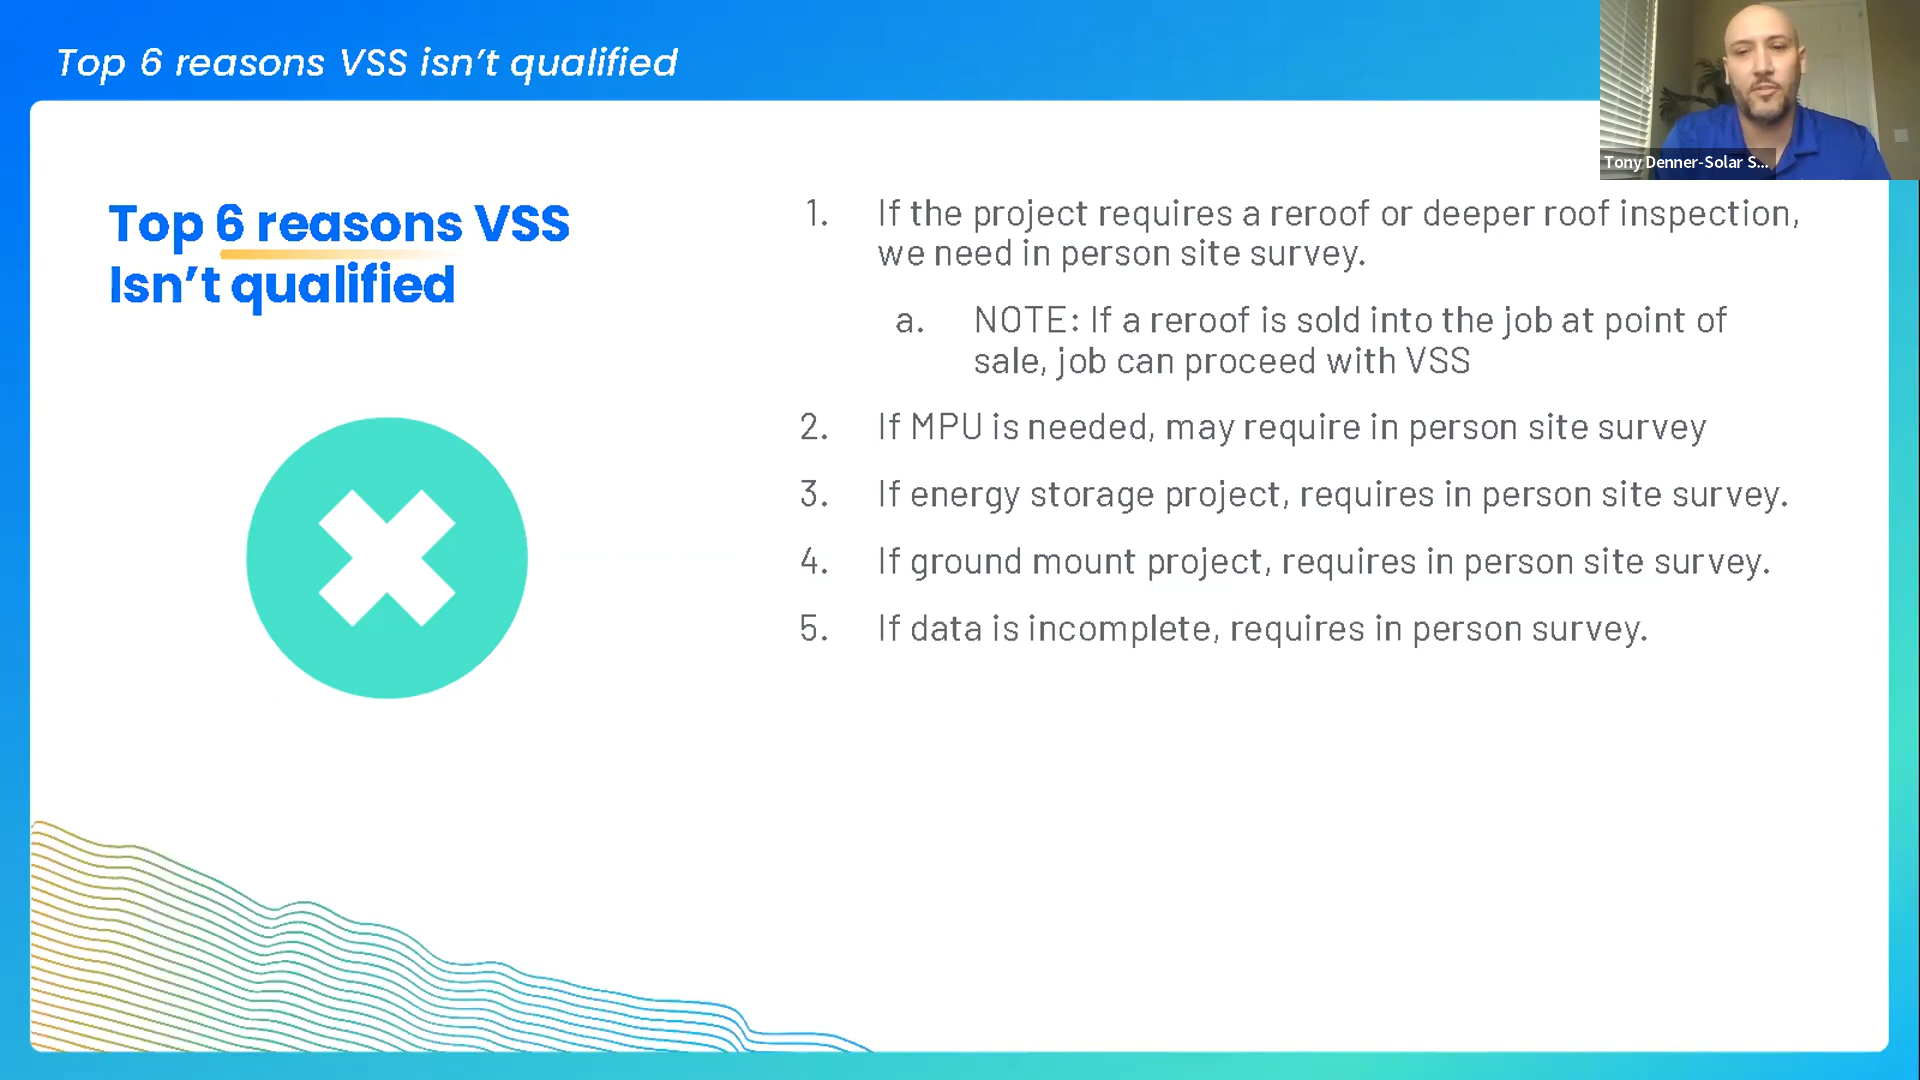 Top 6 reasons VSS isn't qualified
Tony Denner-Solar S...
Top 6 reasons VSS
Isn't qualified
1. If the project requires a reroof or deeper roof inspection,
we need in person site survey.
a. NOTE: If a reroof is sold into the job at point of
sale, job can proceed with VSS
2. If MPU is needed, may require in person site survey
3. If energy storage project, requires in person site survey.
4. If ground mount project, requires in person site survey.
5. If data is incomplete, requires in person survey.